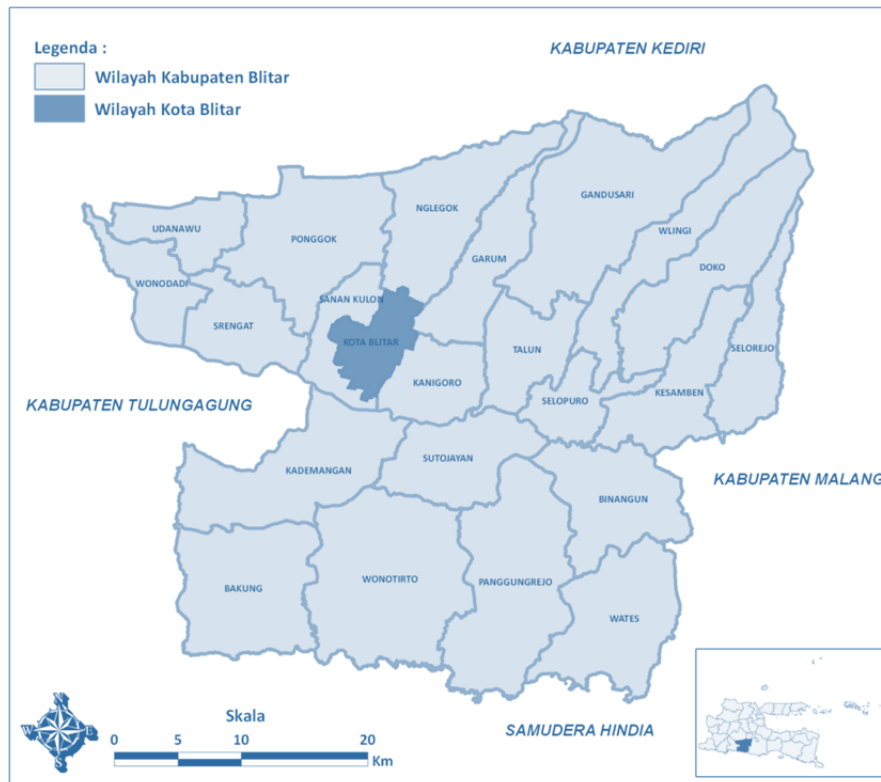 Legenda :
Wilayah Kabupaten Blitar
Wilayah Kota Blitar
KABUPATEN KEDIRI
NGLEGOK
GANDUSARI
UDANAWU
PONGGOK
WLINGI
GARUM
DOKO
WONODADI
SANAN KULON
SRENGAT
KOTA BLITAR
TALUN
SELOREJO
KANIGORO
KESAMBEN
SELOPURO
KABUPATEN TULUNGAGUNG
SUTOJAYAN
KADEMANGAN
KABUPATEN MALANG
BINANGUN
BAKUNG
WONOTIRTO
PANGGUNGREJO
WATES
N
W E
S
Skala
0 5 10 20
Km
SAMUDERA HINDIA